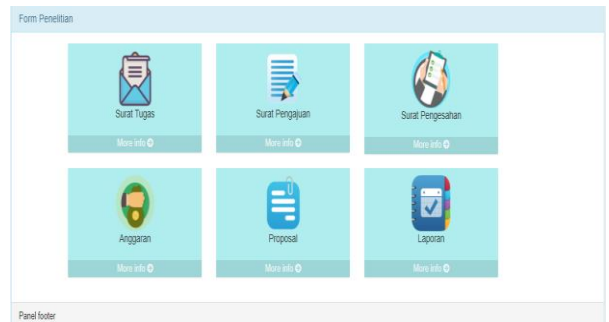 Form Penelitian
Surat Tugas
Surat Pengajuan
Surat Pengesahan
More info
More info
More info
Anggaran
Proposal
Laporan
More info
More info
More info
Panel footer